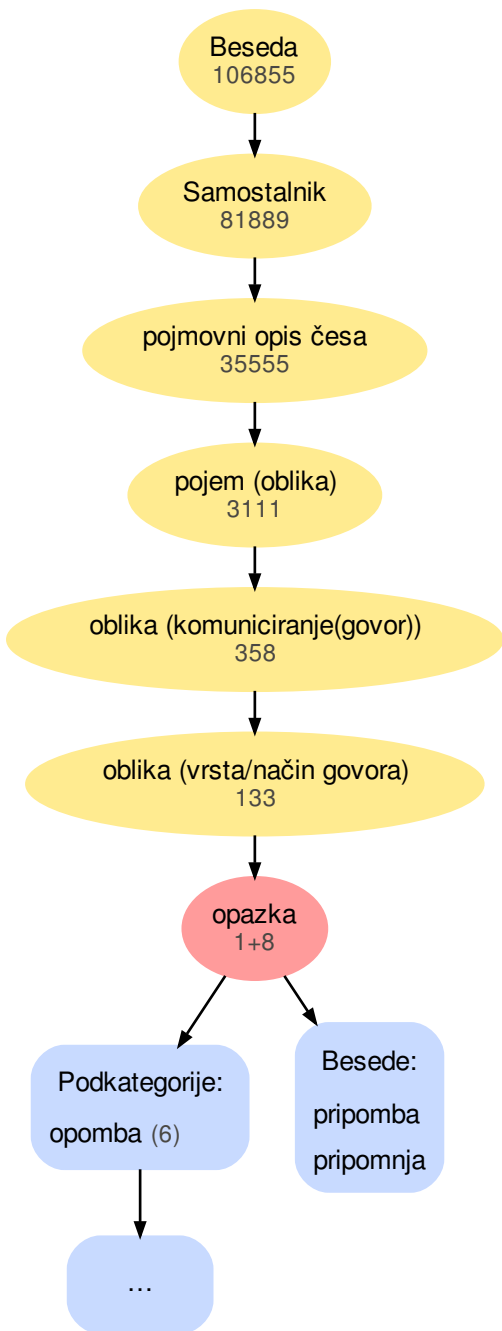 Beseda
106855
Samostalnik
81889
pojmovni opis česa
35555
pojem (oblika)
3111
oblika (komuniciranje(govor))
358
oblika (vrsta/način govora)
133
opazka
1+8
Podkategorije:
opomba (6)
Besede:
pripomba
pripomnja
...